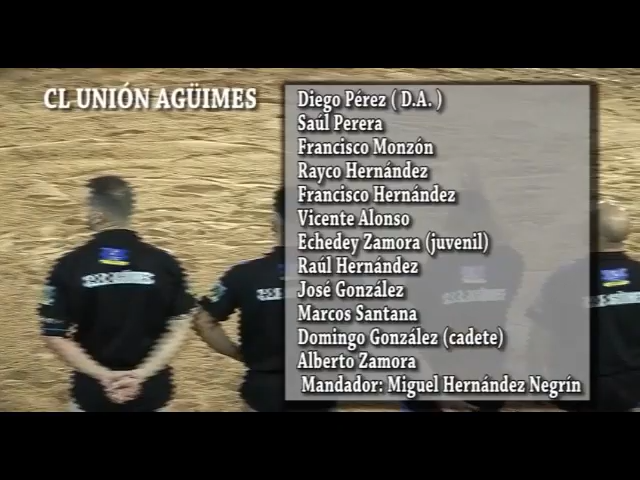 CL UNIÓN AGÜIMES
Diego Pérez ( D.A. )
Saúl Perera
Francisco Monzón
Rayco Hernández
Francisco Hernández
Vicente Alonso
Echedey Zamora (juvenil)
Raúl Hernández
José González
Marcos Santana
Domingo González (cadete)
Alberto Zamora
Mandador: Miguel Hernández Negrín